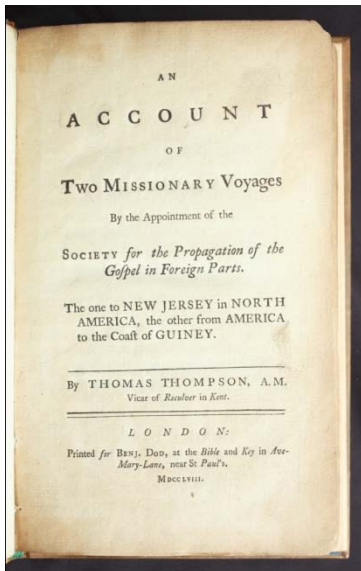 AN
ACCOUNT
OF
Two MISSIONARY Voyages
By the Appointment of the
SOCIETY for the Propagation of the
Goſpel in Foreign Parts.
The one to NEW JERSEY in NORTH
AMERICA, the other from AMERICA
to the Coaſt of GUINEY.
By THOMAS THOMPSON, A.M.
Vicar of Reculver in Kent.
LONDON:
Printed for BENJ. DOD, at the Bible and Key in Ave-
Mary-Lane, near St Paul's.
MDCCLVIII.